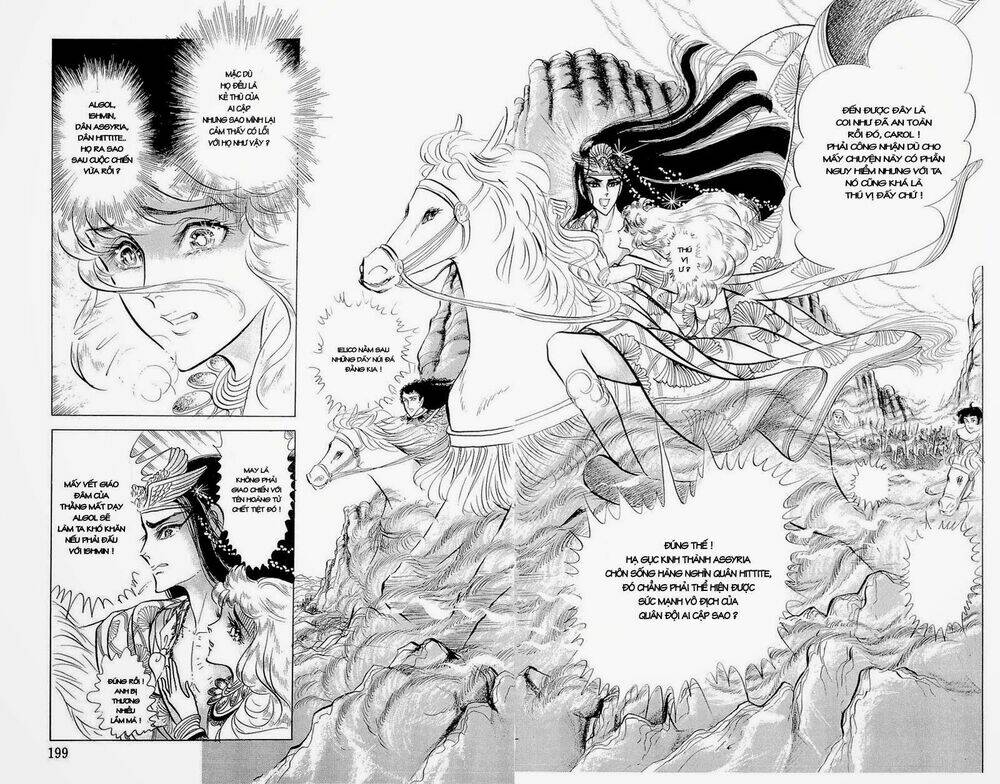 ĐẾN ĐƯỢC ĐÂY LÀ
COI NHƯ ĐÃ AN TOÀN
RỒI ĐÓ, CAROL !
PHẢI CÔNG NHẬN DÙ CHO
MẤY CHUYỆN NÀY CÓ PHẦN
NGUY HIỂM NHƯNG VỚI TA
NÓ CŨNG KHÁ LÀ
THÚ VỊ ĐẤY CHỨ !
THÚ
VỊ
Ư ?
IELICO NẰM SAU
NHỮNG DÃY NÚI ĐÁ
ĐẰNG KIA !
ĐÚNG THẾ !
HẠ GỤC KINH THÀNH ASSYRIA
CHÔN SỐNG HÀNG NGHÌN QUÂN HITTITE,
ĐÓ CHẲNG PHẢI THỂ HIỆN ĐƯỢC
SỨC MẠNH VÔ ĐỊCH CỦA
QUÂN ĐỘI AI CẬP SAO ?
MẶC DÙ
HỌ ĐỀU LÀ
KẺ THÙ CỦA
AI CẬP
NHƯNG SAO MÌNH LẠI
CẢM THẤY CÓ LỖI
VỚI HỌ NHƯ VẬY ?
ALGOL,
ISHMIN,
DÂN ASSYRIA,
DÂN HITTITE...
HỌ RA SAO
SAU CUỘC CHIẾN
VỪA RỒI ?
MAY LÀ
KHÔNG PHẢI
GIAO CHIẾN VỚI
TÊN HOÀNG TỬ
CHẾT TIỆT ĐÓ !
MẤY VẾT GIÁO
ĐÂM CỦA
THẰNG MẤT DẠY
ALGOL SẼ
LÀM TA KHÓ KHĂN
NẾU PHẢI ĐẤU
VỚI ISHMIN !
ĐÚNG RỒI !
ANH BỊ
THƯƠNG
NHIỀU
LẮM MÀ !
199